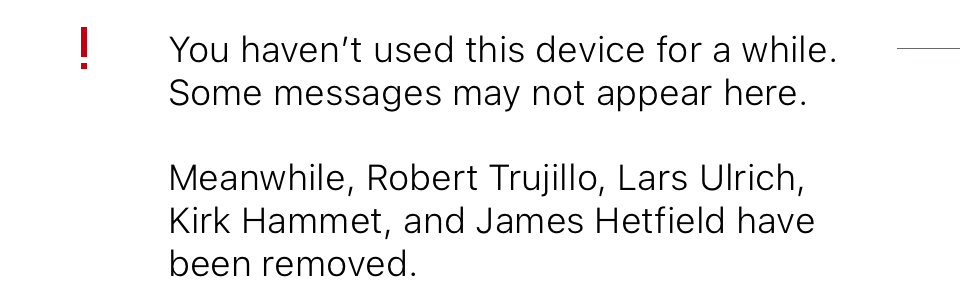 !
You haven’t used this device for a while.
Some messages may not appear here.
Meanwhile, Robert Trujillo, Lars Ulrich,
Kirk Hammet, and James Hetfield have
been removed.